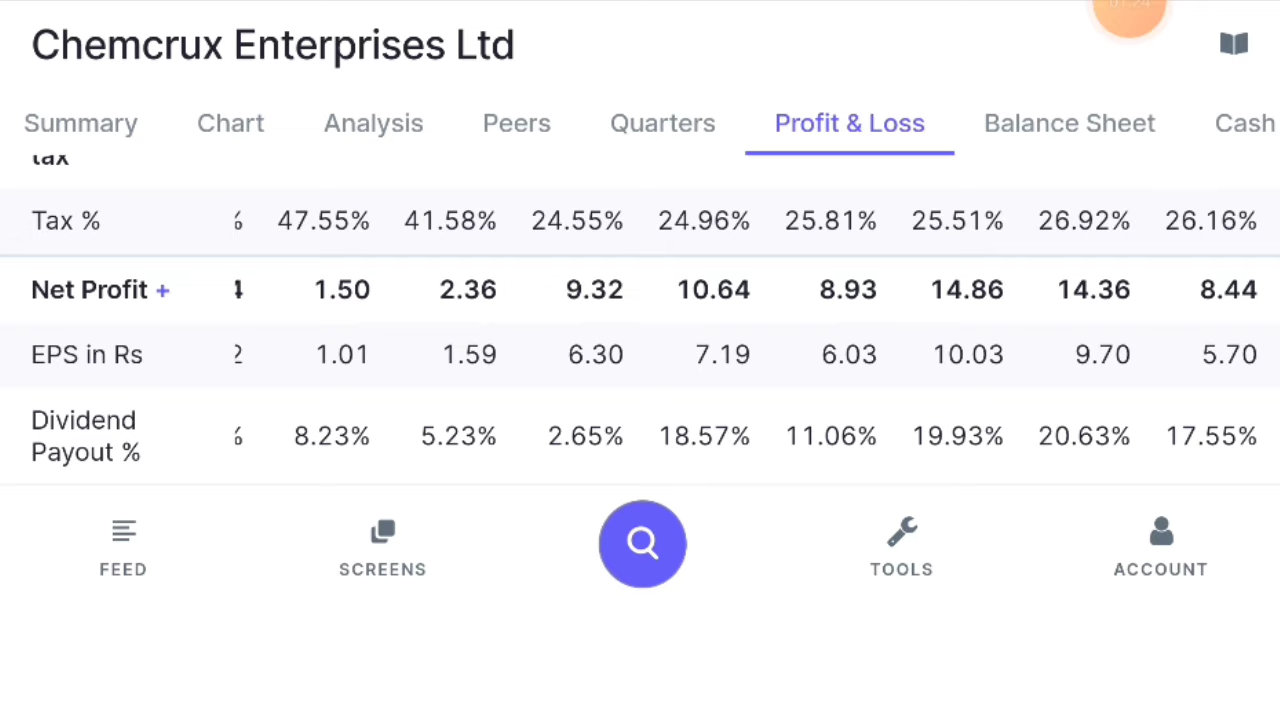 Chemcrux Enterprises Ltd
Summary Chart Analysis Peers Quarters Profit & Loss Balance Sheet Cash
tax
Tax % % 47.55% 41.58% 24.55% 24.96% 25.81% 25.51% 26.92% 26.16%
Net Profit + 1.50 2.36 9.32 10.64 8.93 14.86 14.36 8.44
EPS in Rs 2 1.01 1.59 6.30 7.19 6.03 10.03 9.70 5.70
Dividend
Payout % % 8.23% 5.23% 2.65% 18.57% 11.06% 19.93% 20.63% 17.55%
FEED SCREENS TOOLS ACCOUNT